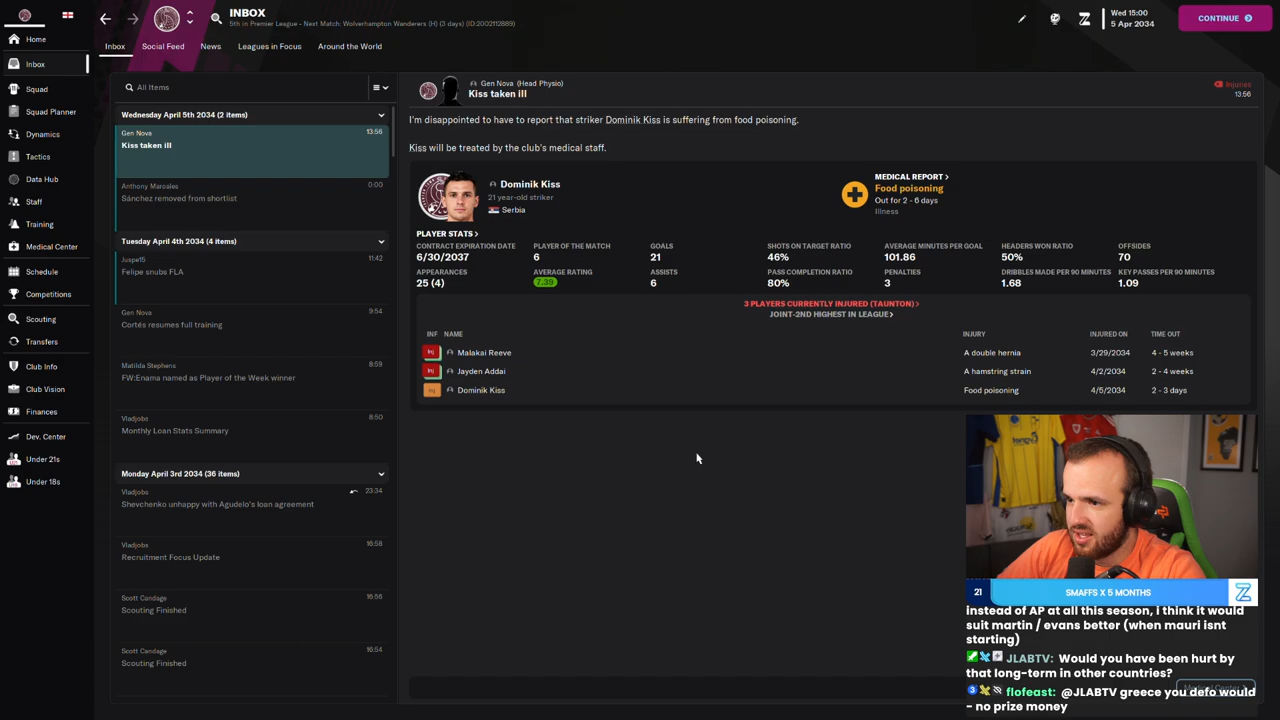 INBOX
5th in Premier League - Next Match: Wolverhampton Wanderers (H) (3 days) (ID:2002112889)
Wed 15:00
5 Apr 2034
CONTINUE
Inbox
Social Feed
News
Leagues in Focus
Around the World
Home
Inbox
Squad
Squad Planner
Dynamics
Tactics
Data Hub
Staff
Training
Medical Center
Schedule
Competitions
Scouting
Transfers
Club Info
Club Vision
Finances
Dev. Center
Under 21s
Under 18s
All Items
Wednesday April 5th 2034 (2 items)
Gen Nova
13:56
Kiss taken ill
Anthony Maroales
0:00
Sánchez removed from shortlist
Tuesday April 4th 2034 (4 items)
Juspe15
11:42
Felipe snubs FLA
Gen Nova
9:54
Cortés resumes full training
Matilda Stephens
8:59
FW:Enama named as Player of the Week winner
Vladjobs
8:50
Monthly Loan Stats Summary
Monday April 3rd 2034 (36 items)
Vladjobs
23:34
Shevchenko unhappy with Agudelo's loan agreement
Vladjobs
16:58
Recruitment Focus Update
Scott Candage
16:56
Scouting Finished
Scott Candage
16:54
Scouting Finished
Gen Nova (Head Physio)
Kiss taken ill
Injuries
13:56
I'm disappointed to have to report that striker Dominik Kiss is suffering from food poisoning.
Kiss will be treated by the club's medical staff.
Dominik Kiss
21 year-old striker
Serbia
MEDICAL REPORT >
Food poisoning
Out for 2 - 6 days
Illness
PLAYER STATS >
CONTRACT EXPIRATION DATE
6/30/2037
PLAYER OF THE MATCH
6
GOALS
21
SHOTS ON TARGET RATIO
46%
AVERAGE MINUTES PER GOAL
101.86
HEADERS WON RATIO
50%
OFFSIDES
70
APPEARANCES
25 (4)
AVERAGE RATING
7.39
ASSISTS
6
PASS COMPLETION RATIO
80%
PENALTIES
3
DRIBBLES MADE PER 90 MINUTES
1.68
KEY PASSES PER 90 MINUTES
1.09
3 PLAYERS CURRENTLY INJURED (TAUNTON) >
JOINT-2ND HIGHEST IN LEAGUE >
INF NAME INJURY INJURED ON TIME OUT
Inj Malakai Reeve A double hernia 3/29/2034 4 - 5 weeks
Inj Jayden Addai A hamstring strain 4/2/2034 2 - 4 weeks
Inj Dominik Kiss Food poisoning 4/5/2034 2 - 3 days
21
SMAFFS X 5 MONTHS
instead of AP at all this season, i think it would
suit martin / evans better (when mauri isnt
starting)
JLABTV: Would you have been hurt by
that long-term in other countries?
flofeast: @JLABTV greece you defo would
- no prize money